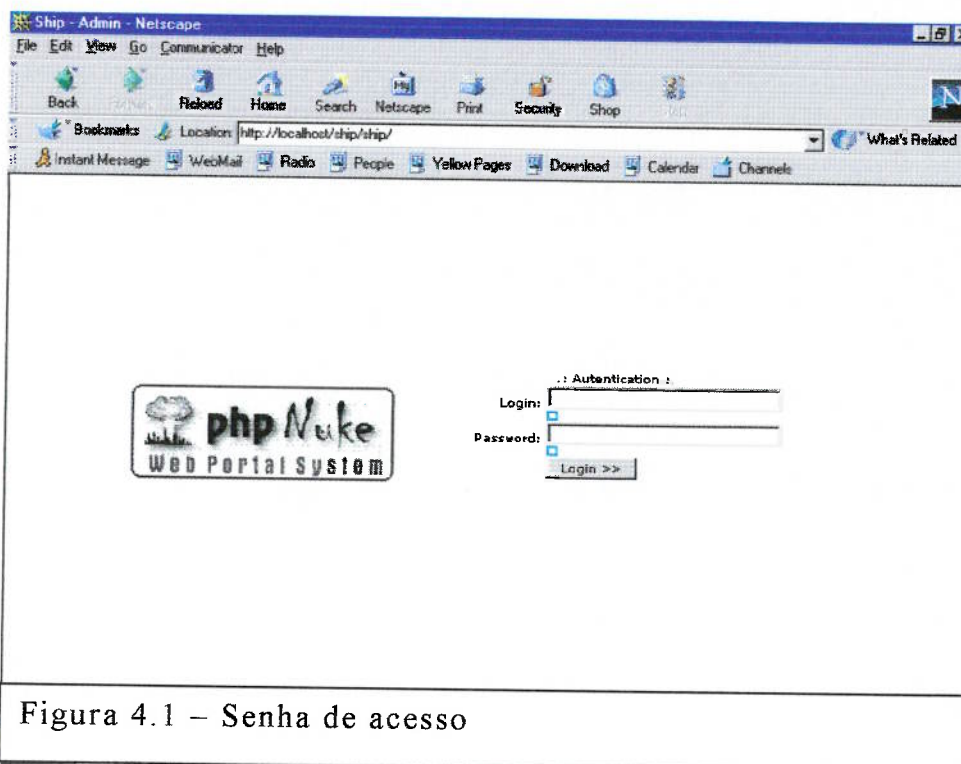 Ship - Admin - Netscape
File Edit View Go Communicator Help
Back Reload Home Search Netscape Print Security Shop
Bookmarks Location: http://localhost/ship/ship/ What's Related
Instant Message WebMail Radio People Yellow Pages Download Calendar Channels
.: Autentication :.
Login:
Password:
Login >>
php Nuke
Web Portal System
Figura 4.1 – Senha de acesso